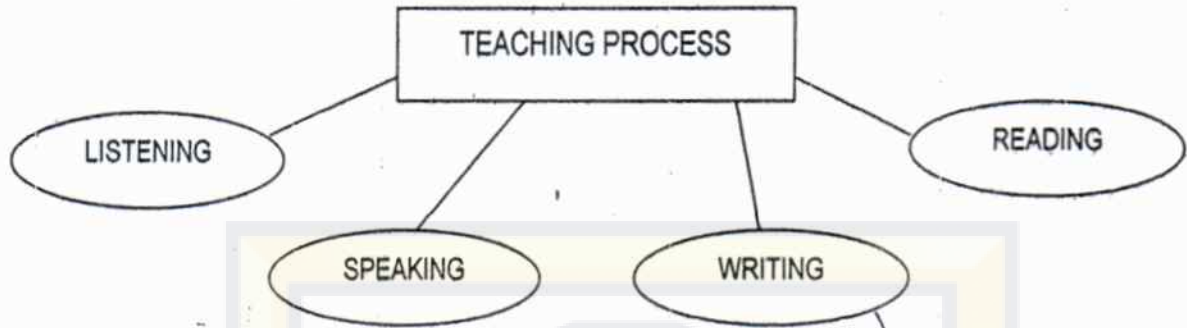 TEACHING PROCESS
LISTENING
READING
SPEAKING
WRITING